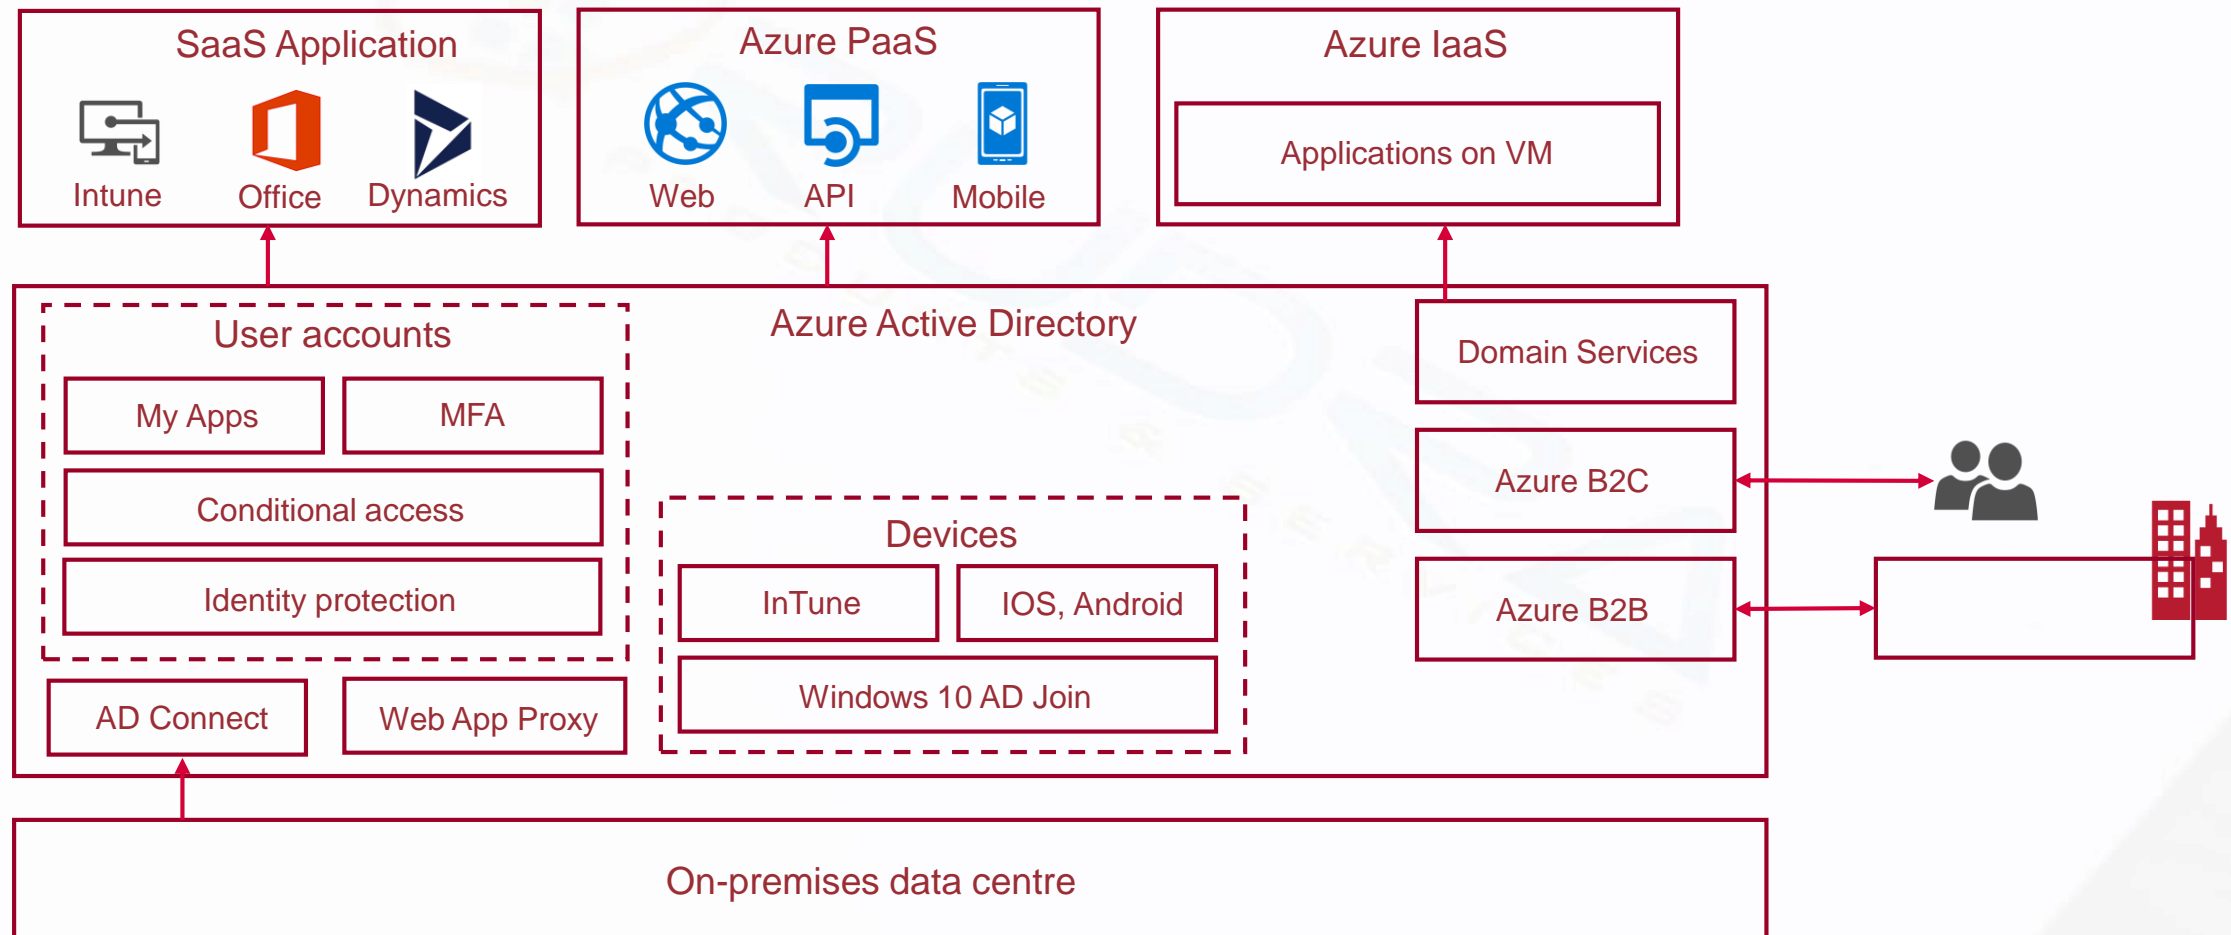 SaaS Application
Intune
Office
Dynamics
Azure PaaS
Web
API
Mobile
Azure IaaS
Applications on VM
Azure Active Directory
User accounts
My Apps
MFA
Conditional access
Identity protection
AD Connect
Web App Proxy
Devices
InTune
IOS, Android
Windows 10 AD Join
Domain Services
Azure B2C
Azure B2B
On-premises data centre